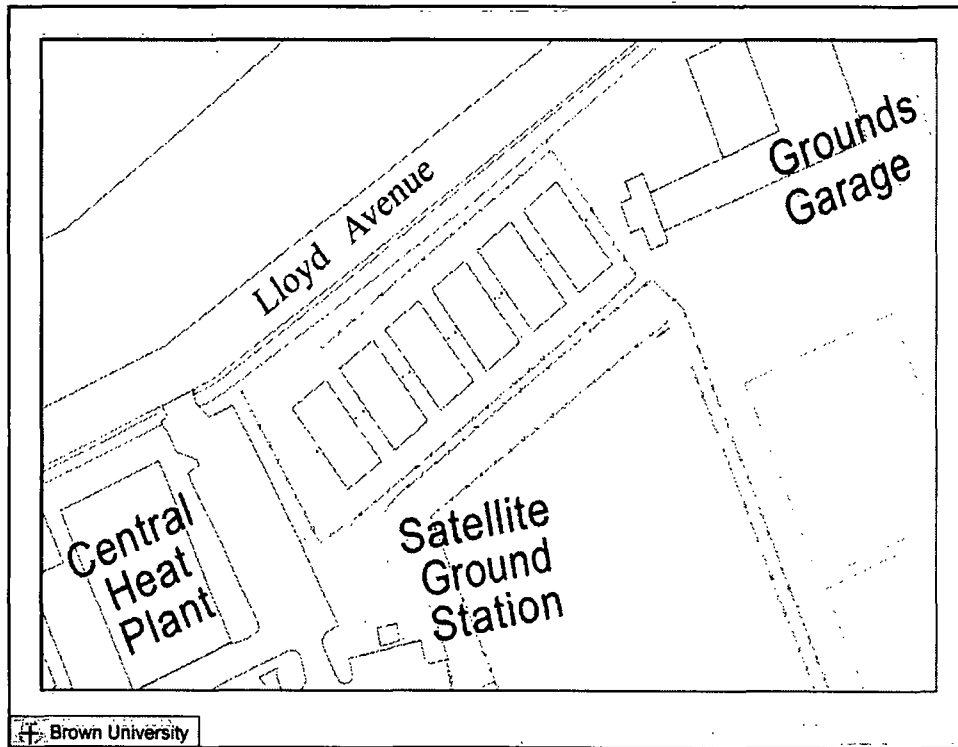 Lloyd Avenue
Grounds
Garage
Central
Heat
Plant
Satellite
Ground
Station
Brown University